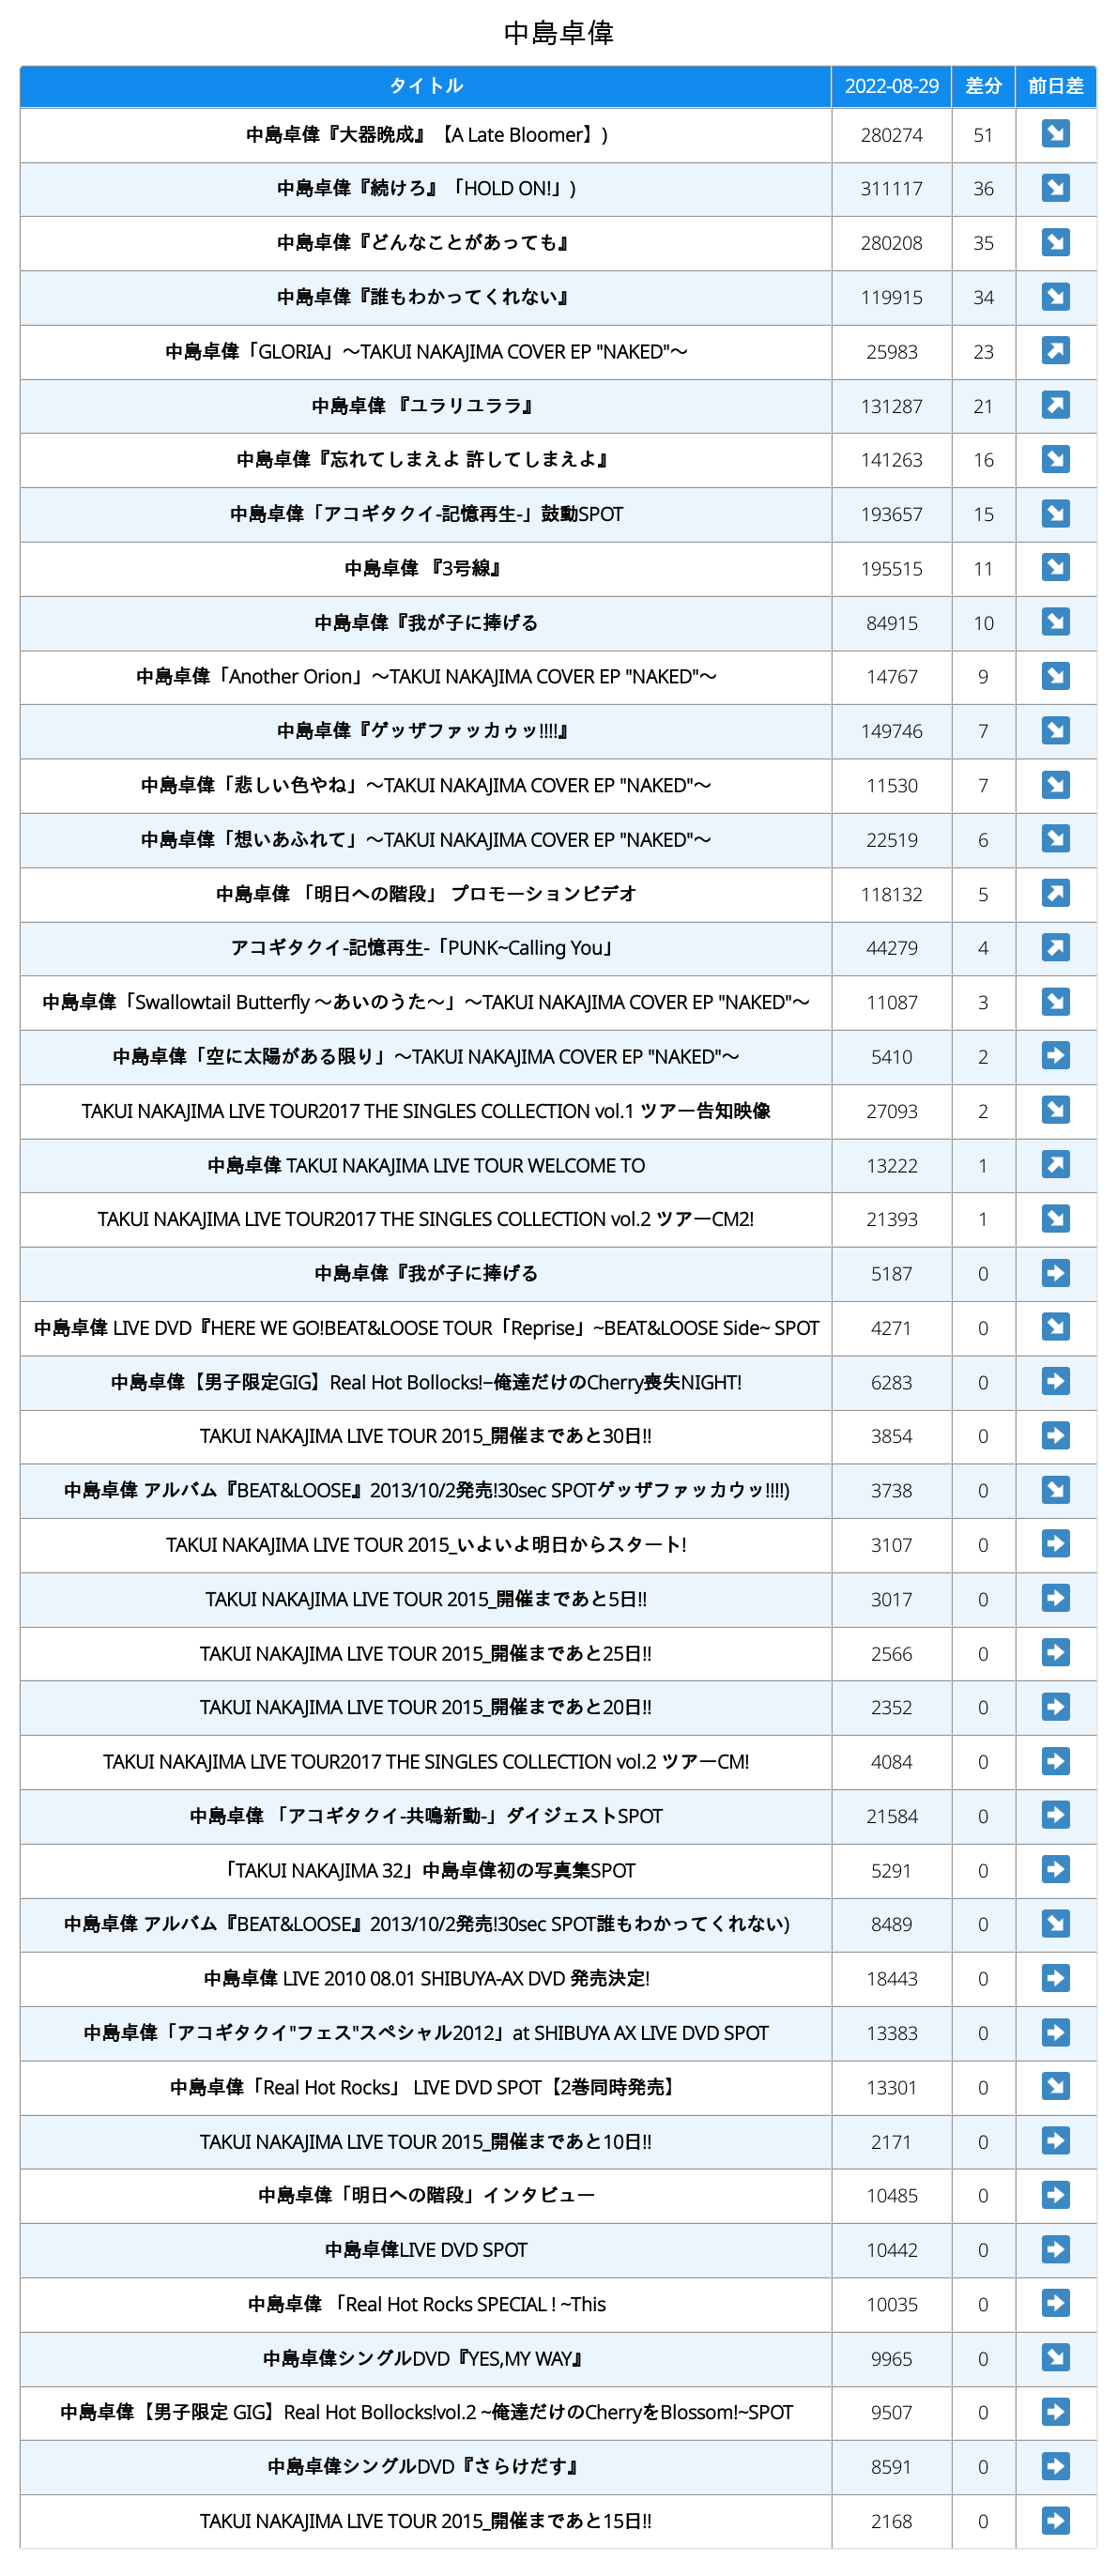 中島卓偉
タイトル 2022-08-29 差分 前日差
中島卓偉『大器晩成』【A Late Bloomer】) 280274 51
中島卓偉『続けろ』「HOLD ON!」) 311117 36
中島卓偉『どんなことがあっても』 280208 35
中島卓偉『誰もわかってくれない』 119915 34
中島卓偉「GLORIA」〜TAKUI NAKAJIMA COVER EP "NAKED"〜 25983 23
中島卓偉 『ユラリユララ』 131287 21
中島卓偉『忘れてしまえよ 許してしまえよ』 141263 16
中島卓偉「アコギタクイ-記憶再生-」鼓動SPOT 193657 15
中島卓偉 『3号線』 195515 11
中島卓偉『我が子に捧げる 84915 10
中島卓偉「Another Orion」〜TAKUI NAKAJIMA COVER EP "NAKED"〜 14767 9
中島卓偉『ゲッザファッカゥッ!!!!』 149746 7
中島卓偉「悲しい色やね」〜TAKUI NAKAJIMA COVER EP "NAKED"〜 11530 7
中島卓偉「想いあふれて」〜TAKUI NAKAJIMA COVER EP "NAKED"〜 22519 6
中島卓偉 「明日への階段」 プロモーションビデオ 118132 5
アコギタクイ-記憶再生-「PUNK~Calling You」 44279 4
中島卓偉「Swallowtail Butterfly 〜あいのうた〜」〜TAKUI NAKAJIMA COVER EP "NAKED"〜 11087 3
中島卓偉「空に太陽がある限り」〜TAKUI NAKAJIMA COVER EP "NAKED"〜 5410 2
TAKUI NAKAJIMA LIVE TOUR2017 THE SINGLES COLLECTION vol.1 ツアー告知映像 27093 2
中島卓偉 TAKUI NAKAJIMA LIVE TOUR WELCOME TO 13222 1
TAKUI NAKAJIMA LIVE TOUR2017 THE SINGLES COLLECTION vol.2 ツアーCM2! 21393 1
中島卓偉『我が子に捧げる 5187 0
中島卓偉 LIVE DVD『HERE WE GO!BEAT&LOOSE TOUR「Reprise」~BEAT&LOOSE Side~ SPOT 4271 0
中島卓偉【男子限定GIG】Real Hot Bollocks!−俺達だけのCherry喪失NIGHT! 6283 0
TAKUI NAKAJIMA LIVE TOUR 2015_開催まであと30日!! 3854 0
中島卓偉 アルバム『BEAT&LOOSE』2013/10/2発売!30sec SPOTゲッザファッカウッ!!!!) 3738 0
TAKUI NAKAJIMA LIVE TOUR 2015_いよいよ明日からスタート! 3107 0
TAKUI NAKAJIMA LIVE TOUR 2015_開催まであと5日!! 3017 0
TAKUI NAKAJIMA LIVE TOUR 2015_開催まであと25日!! 2566 0
TAKUI NAKAJIMA LIVE TOUR 2015_開催まであと20日!! 2352 0
TAKUI NAKAJIMA LIVE TOUR2017 THE SINGLES COLLECTION vol.2 ツアーCM! 4084 0
中島卓偉 「アコギタクイ-共鳴新動-」ダイジェストSPOT 21584 0
「TAKUI NAKAJIMA 32」中島卓偉初の写真集SPOT 5291 0
中島卓偉 アルバム『BEAT&LOOSE』2013/10/2発売!30sec SPOT誰もわかってくれない) 8489 0
中島卓偉 LIVE 2010 08.01 SHIBUYA-AX DVD 発売決定! 18443 0
中島卓偉「アコギタクイ"フェス"スペシャル2012」at SHIBUYA AX LIVE DVD SPOT 13383 0
中島卓偉「Real Hot Rocks」 LIVE DVD SPOT【2巻同時発売】 13301 0
TAKUI NAKAJIMA LIVE TOUR 2015_開催まであと10日!! 2171 0
中島卓偉「明日への階段」インタビュー 10485 0
中島卓偉LIVE DVD SPOT 10442 0
中島卓偉 「Real Hot Rocks SPECIAL ! ~This 10035 0
中島卓偉シングルDVD『YES,MY WAY』 9965 0
中島卓偉【男子限定 GIG】Real Hot Bollocks!vol.2 ~俺達だけのCherryをBlossom!~SPOT 9507 0
中島卓偉シングルDVD『さらけだす』 8591 0
TAKUI NAKAJIMA LIVE TOUR 2015_開催まであと15日!! 2168 0